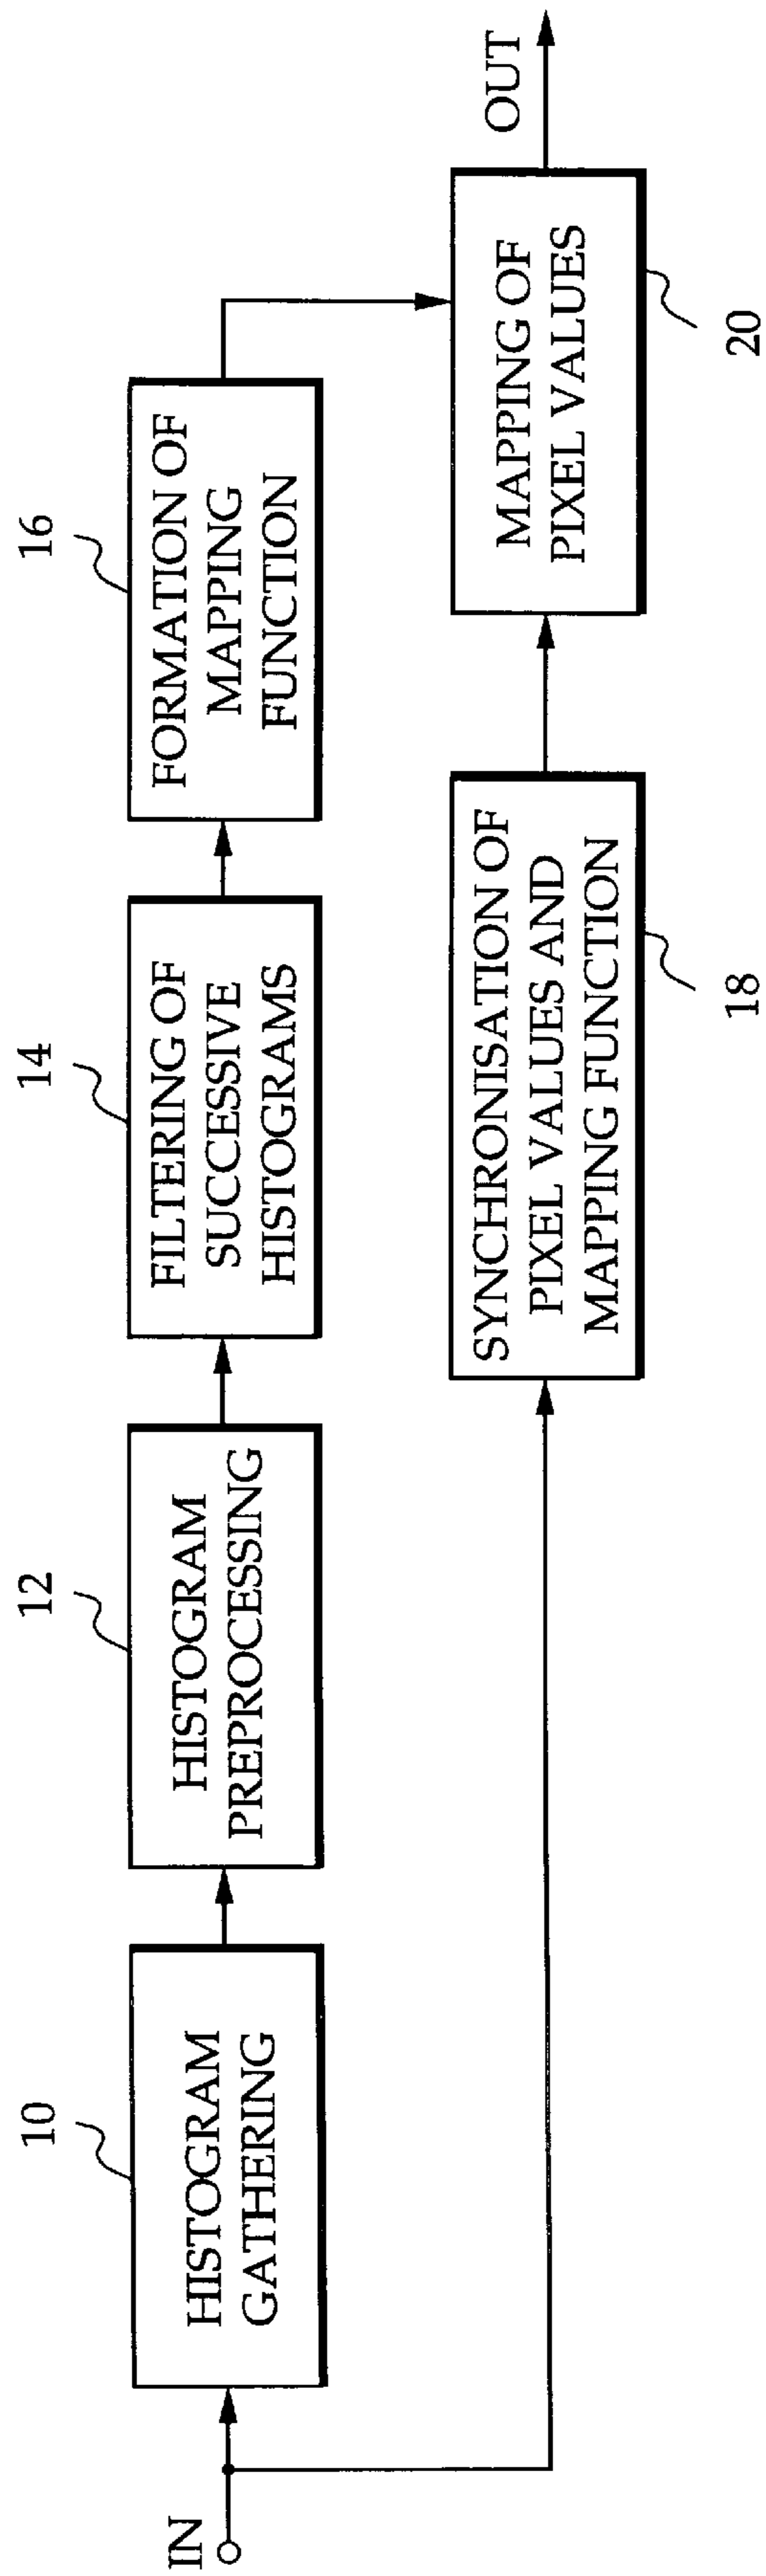 IN
10
HISTOGRAM
GATHERING
12
HISTOGRAM
PREPROCESSING
14
FILTERING OF
SUCCESSIVE
HISTOGRAMS
16
FORMATION OF
MAPPING
FUNCTION
SYNCHRONISATION OF
PIXEL VALUES AND
MAPPING FUNCTION
18
MAPPING OF
PIXEL VALUES
20
OUT